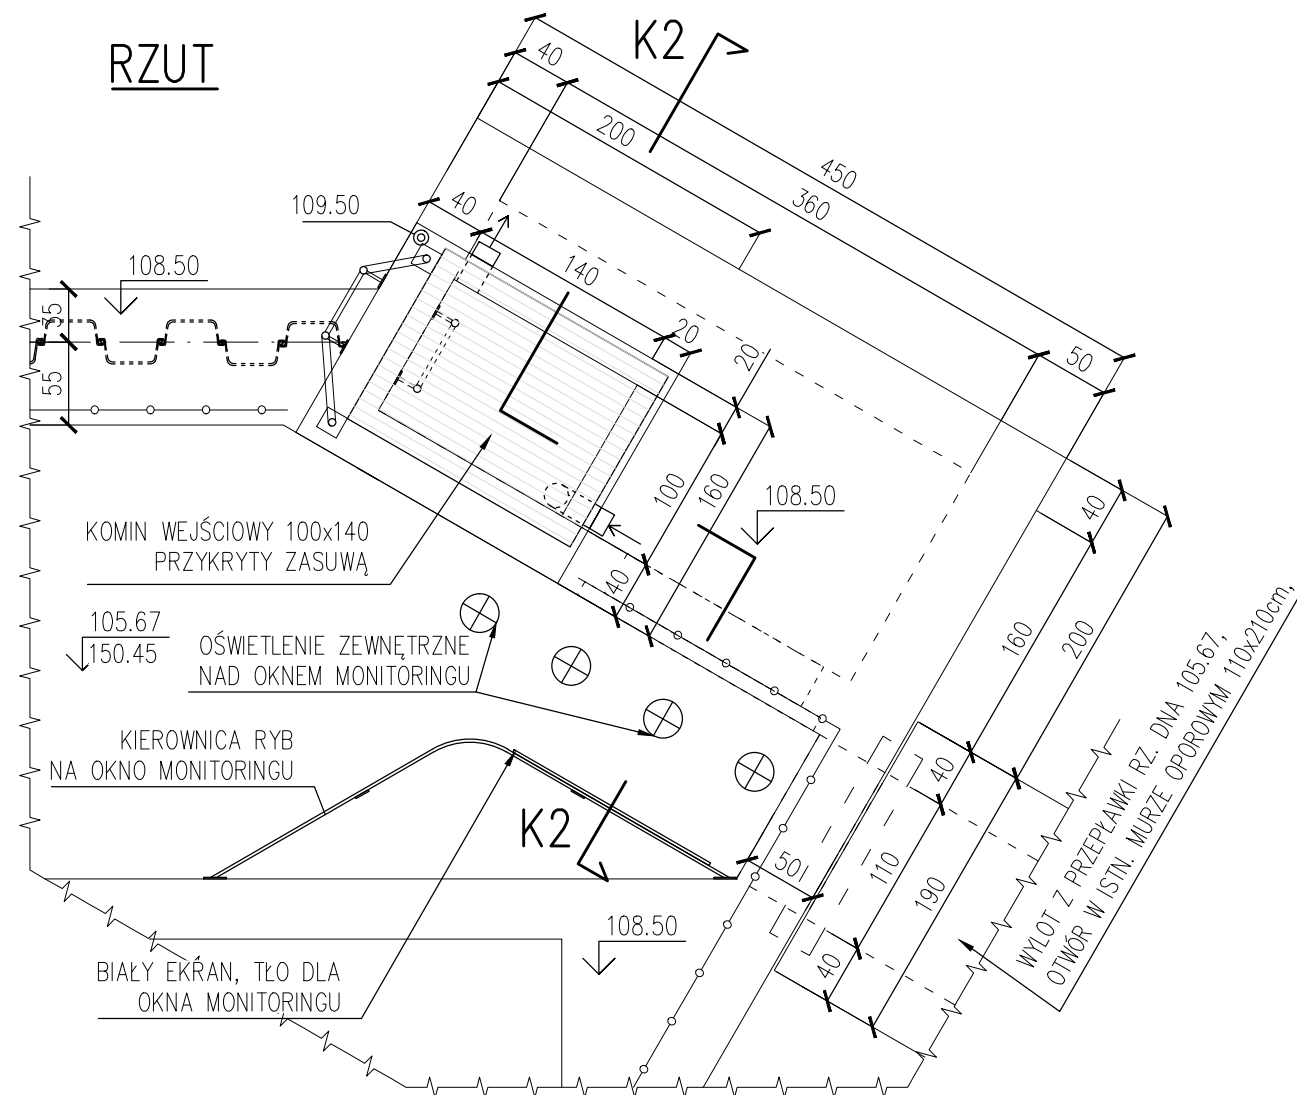 RZUT
K2
40
200
450
360
109.50
40
108.50
140
35
20
20
50
55
100
160
108.50
40
KOMIN WEJŚCIOWY 100x140
PRZYKRYTY ZASUWĄ
40
105.67
150.45
OŚWIETLENIE ZEWNĘTRZNE
NAD OKNEM MONITORINGU
160
200
KIEROWNICA RYB
NA OKNO MONITORINGU
40
K2
50
110
190
WYLOT Z PRZEPŁAWKI RZ. DNA 105.67,
OTWÓR W ISTN. MURZE OPOROWYM 110x210cm,
108.50
BIAŁY EKRAN, TŁO DLA
OKNA MONITORINGU
40